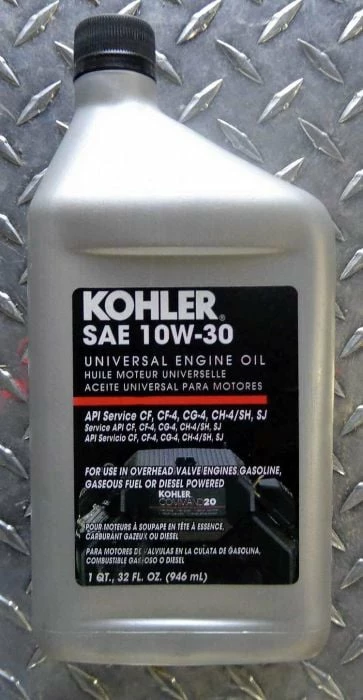 KOHLER®
SAE 10W-30
UNIVERSAL ENGINE OIL
HUILE MOTEUR UNIVERSELLE
ACEITE UNIVERSAL PARA MOTORES
API Service CF, CF-4, CG-4, CH-4/SH, SJ
Service API CF, CF-4, CG-4, CH-4/SH, SJ
API Servicio CF, CF-4, CG-4, CH-4/SH, SJ
FOR USE IN OVERHEAD VALVE ENGINES GASOLINE,
GASEOUS FUEL OR DIESEL POWERED
KOHLER
COMMAND 20
POUR MOTEURS À SOUPAPE EN TÊTE À ESSENCE,
CARBURANT GAZEUX OU DIESEL
PARA MOTORES DE VALVULAS EN LA CULATA DE GASOLINA,
COMBUSTIBLE GASEOSO O DIESEL
1 QT., 32 FL. OZ. (946 mL)